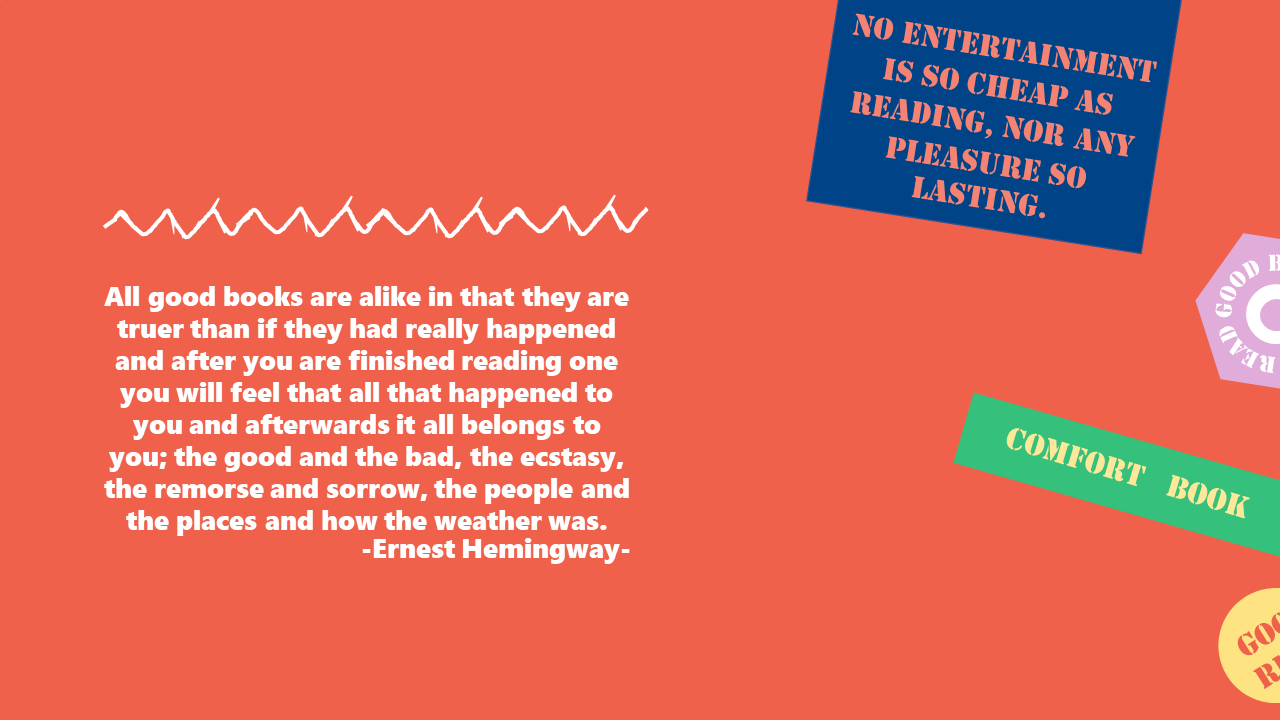 NO ENTERTAINMENT
IS SO CHEAP AS
READING, NOR ANY
PLEASURE SO
LASTING.
All good books are alike in that they are
truer than if they had really happened
and after you are finished reading one
you will feel that all that happened to
you and afterwards it all belongs to
you; the good and the bad, the ecstasy,
the remorse and sorrow, the people and
the places and how the weather was.
-Ernest Hemingway-
READ GOOD
COMFORT BOOK